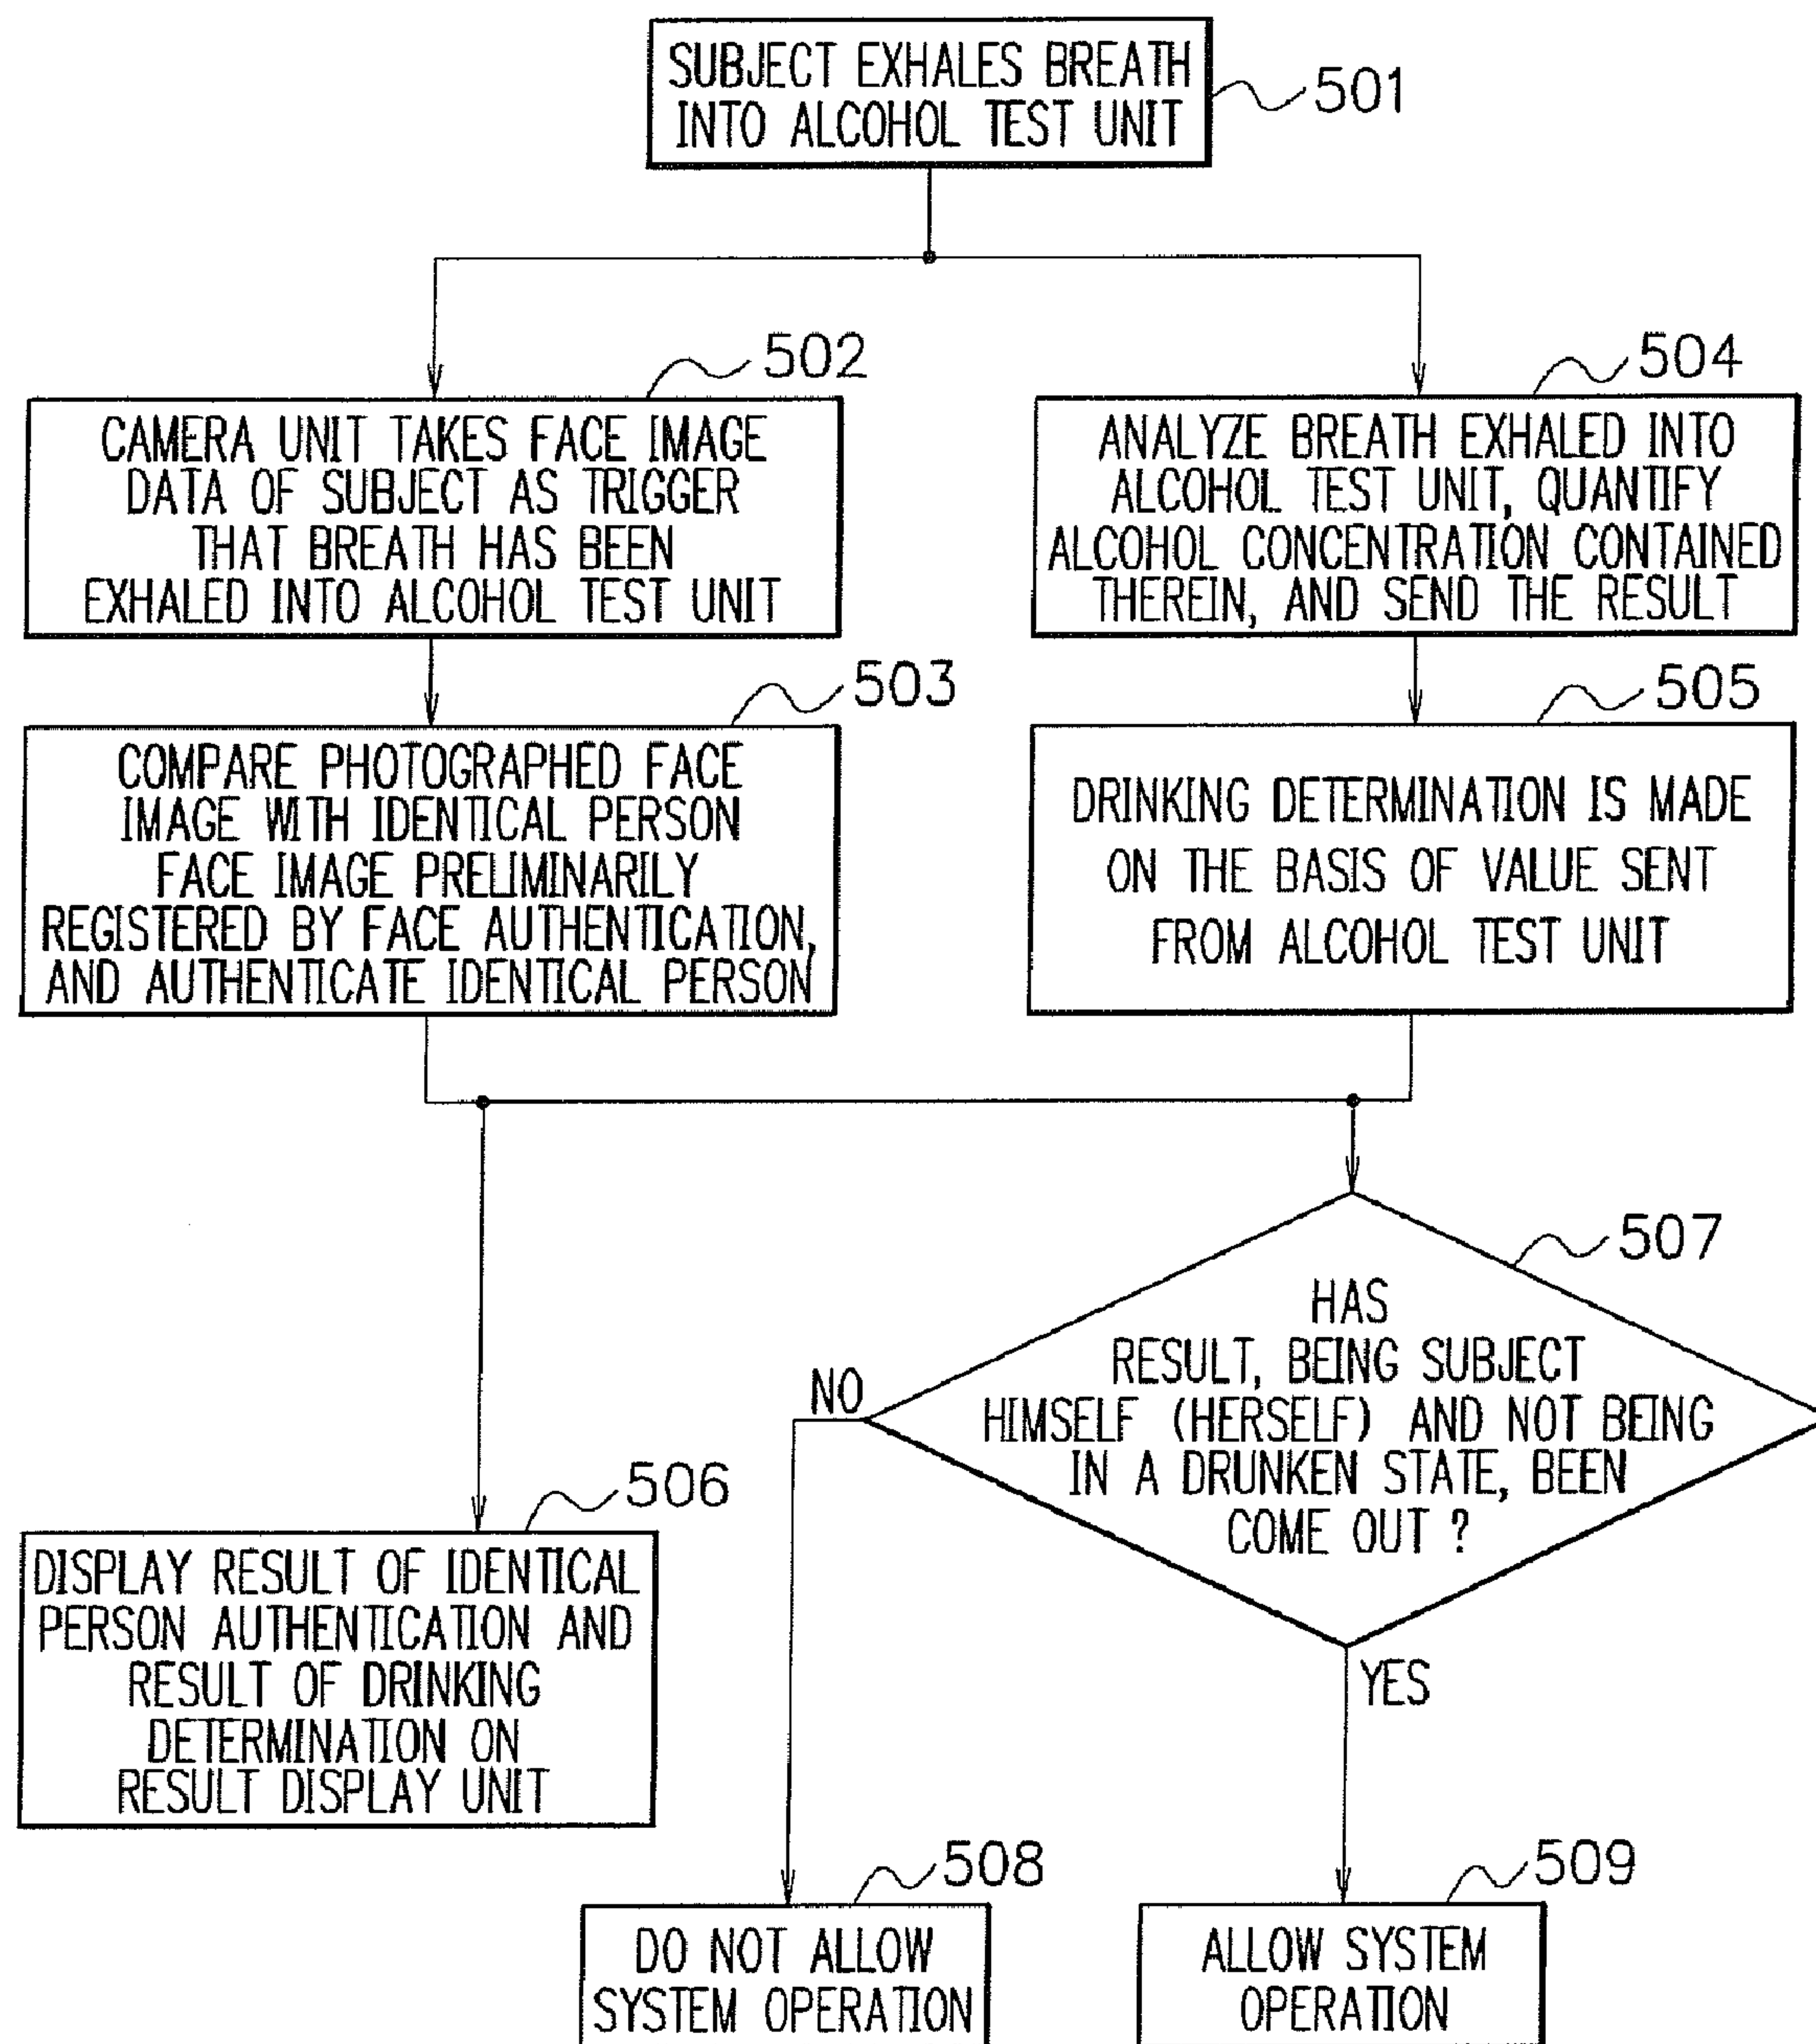 SUBJECT EXHALES BREATH
INTO ALCOHOL TEST UNIT
501
502
CAMERA UNIT TAKES FACE IMAGE
DATA OF SUBJECT AS TRIGGER
THAT BREATH HAS BEEN
EXHALED INTO ALCOHOL TEST UNIT
504
ANALYZE BREATH EXHALED INTO
ALCOHOL TEST UNIT, QUANTIFY
ALCOHOL CONCENTRATION CONTAINED
THEREIN, AND SEND THE RESULT
503
COMPARE PHOTOGRAPHED FACE
IMAGE WITH IDENTICAL PERSON
FACE IMAGE PRELIMINARILY
REGISTERED BY FACE AUTHENTICATION,
AND AUTHENTICATE IDENTICAL PERSON
505
DRINKING DETERMINATION IS MADE
ON THE BASIS OF VALUE SENT
FROM ALCOHOL TEST UNIT
507
HAS
RESULT, BEING SUBJECT
HIMSELF (HERSELF) AND NOT BEING
IN A DRUNKEN STATE, BEEN
COME OUT ?
NO
YES
506
DISPLAY RESULT OF IDENTICAL
PERSON AUTHENTICATION AND
RESULT OF DRINKING
DETERMINATION ON
RESULT DISPLAY UNIT
508
DO NOT ALLOW
SYSTEM OPERATION
509
ALLOW SYSTEM
OPERATION